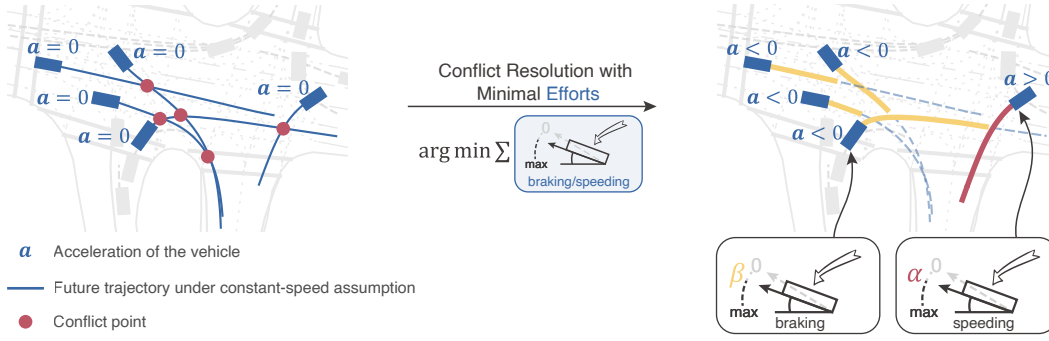 a = 0
a = 0
a = 0
a = 0
a = 0
a Acceleration of the vehicle
Future trajectory under constant-speed assumption
Conflict point
Conflict Resolution with
Minimal Efforts
arg min ∑
0
max
braking/speeding
a < 0
a < 0
a > 0
a < 0
a < 0
β 0
max
braking
α 0
max
speeding